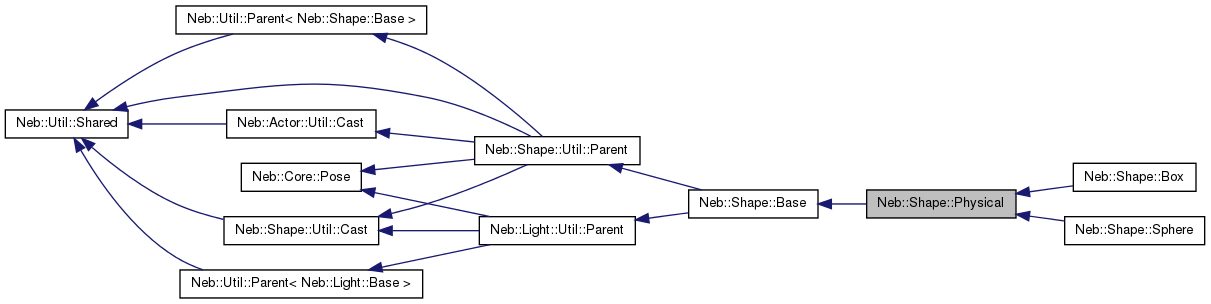 Neb::Util::Parent< Neb::Shape::Base >
Neb::Util::Shared
Neb::Actor::Util::Cast
Neb::Shape::Util::Parent
Neb::Core::Pose
Neb::Shape::Box
Neb::Shape::Base
Neb::Shape::Physical
Neb::Shape::Util::Cast
Neb::Light::Util::Parent
Neb::Shape::Sphere
Neb::Util::Parent< Neb::Light::Base >